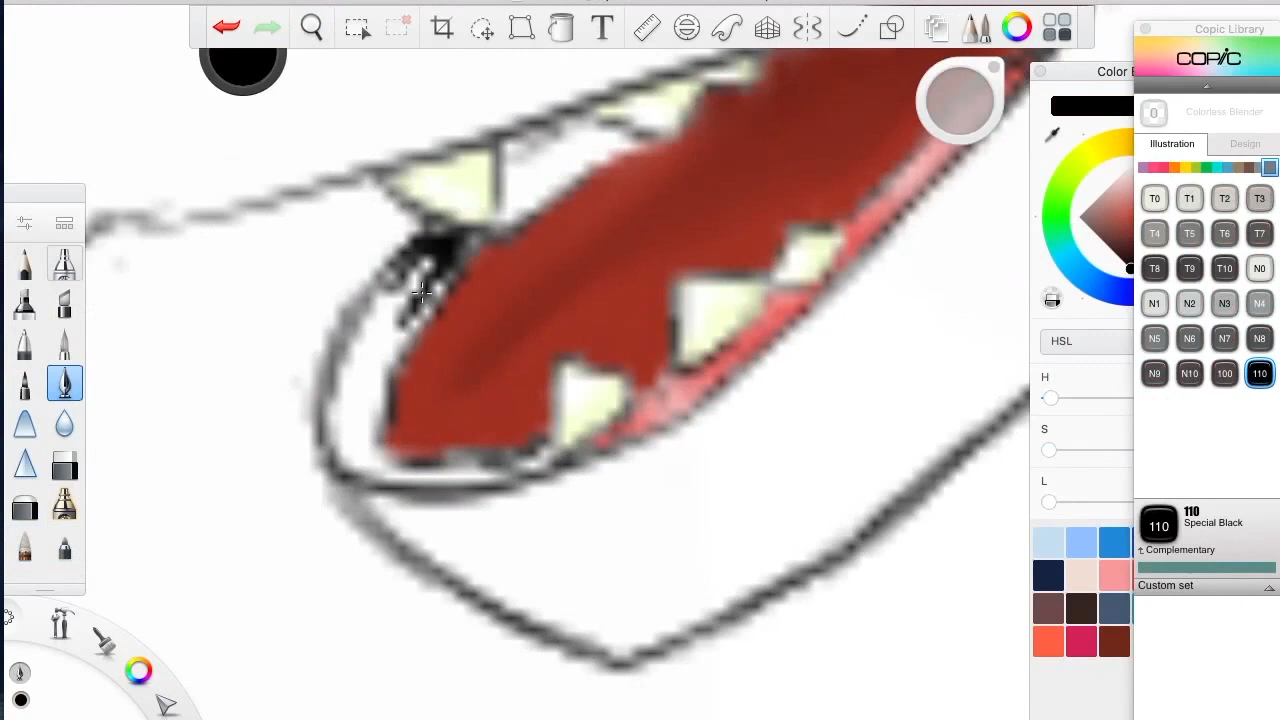 T
Copic Library
COPIC
Color
0 Colorless Blender
Illustration Design
T0 T1 T2 T3
T4 T5 T6 T7
T8 T9 T10 N0
N1 N2 N3 N4
N5 N6 N7 N8
N9 N10 100 110
HSL
H
S
L
110 110
Special Black
Complementary
Custom set